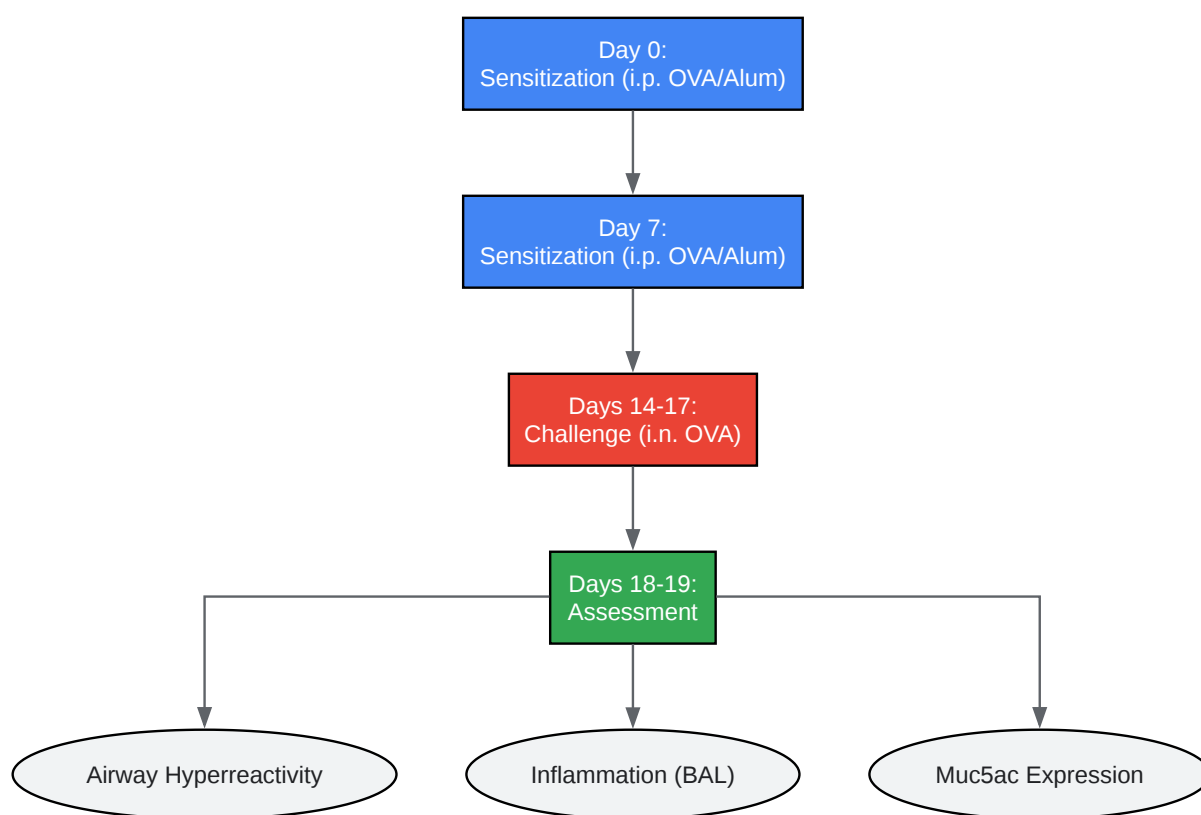 Day 0:
Sensitization (i.p. OVA/Alum)
Day 7:
Sensitization (i.p. OVA/Alum)
Days 14-17:
Challenge (i.n. OVA)
Days 18-19:
Assessment
Airway Hyperreactivity
Inflammation (BAL)
Muc5ac Expression